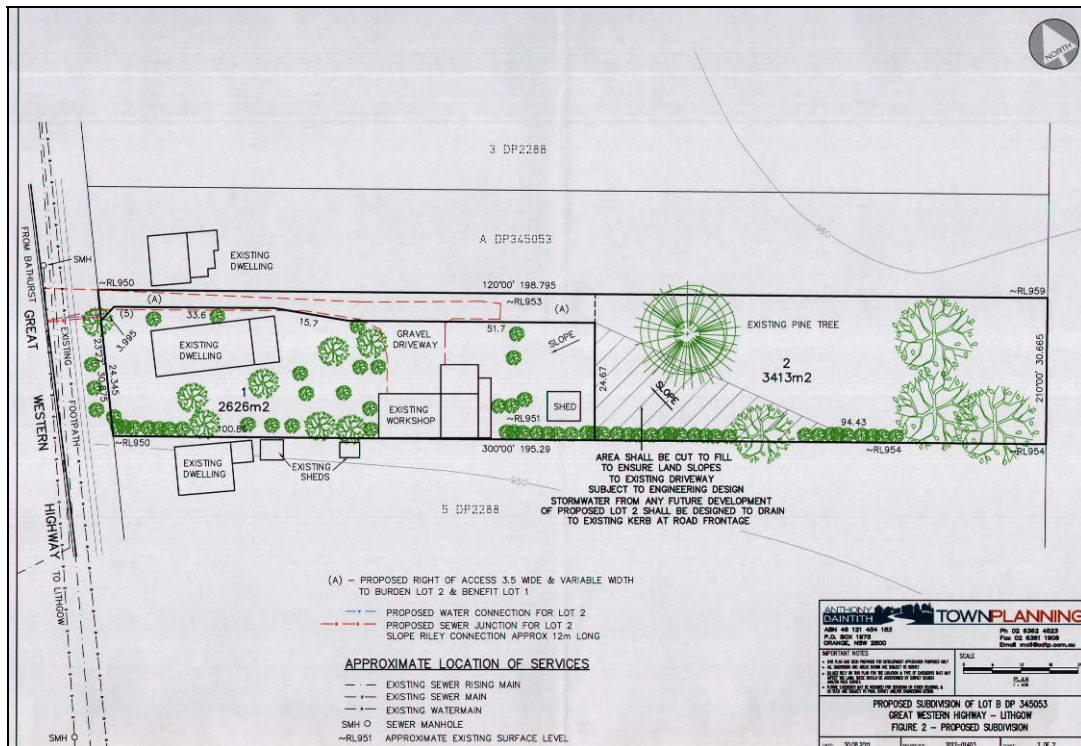 NORTH
3 DP2288
960
A DP345053
FROM BATHURST
SMH
EXISTING
DWELLING
~RL950
120°00' 198.795
~RL959
(A)
~RL953
(A)
(5)
33.6
15.7
51.7
EXISTING PINE TREE
GREAT
EXISTING
FOOTPATH
3.995
GRAVEL
DRIVEWAY
SLOPE
EXISTING
DWELLING
23°27' 30.875
24.345
24.67
2
3413m2
210°00' 30.665
1
2626m2
SLOPE
WESTERN
EXISTING
WORKSHOP
~RL951
SHED
94.43
~RL950
300°00' 195.29
~RL954
~RL954
EXISTING
DWELLING
EXISTING
SHEDS
950
AREA SHALL BE CUT TO FILL
TO ENSURE LAND SLOPES
TO EXISTING DRIVEWAY
SUBJECT TO ENGINEERING DESIGN
STORMWATER FROM ANY FUTURE DEVELOPMENT
OF PROPOSED LOT 2 SHALL BE DESIGNED TO DRAIN
TO EXISTING KERB AT ROAD FRONTAGE
5 DP2288
HIGHWAY
TO LITHGOW
(A) - PROPOSED RIGHT OF ACCESS 3.5 WIDE & VARIABLE WIDTH
TO BURDEN LOT 2 & BENEFIT LOT 1
PROPOSED WATER CONNECTION FOR LOT 2
PROPOSED SEWER JUNCTION FOR LOT 2
SLOPE RILEY CONNECTION APPROX 12m LONG
APPROXIMATE LOCATION OF SERVICES
EXISTING SEWER RISING MAIN
EXISTING SEWER MAIN
EXISTING WATERMAIN
SMH SEWER MANHOLE
~RL951 APPROXIMATE EXISTING SURFACE LEVEL
SMH
ANTHONY
DAINTITH
TOWNPLANNING
P.O. BOX 1975
ORANGE, NSW 2800
Ph 02 6362 4523
IMPORTANT NOTES
SCALE
PLAN
PROPOSED SUBDIVISION OF LOT B DP 345053
GREAT WESTERN HIGHWAY - LITHGOW
FIGURE 2 - PROPOSED SUBDIVISION
2 OF 2